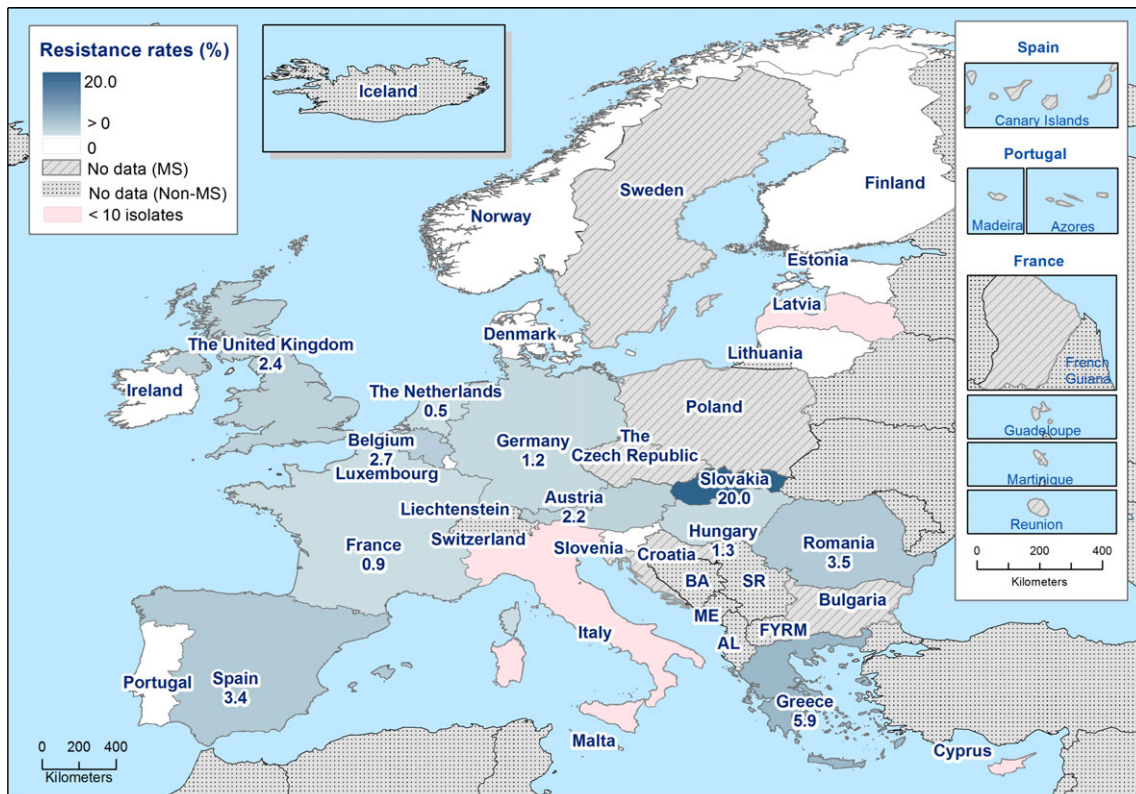 Resistance rates (%)
20.0
> 0
0
No data (MS)
No data (Non-MS)
< 10 isolates
Iceland
Spain
Canary Islands
Portugal
Madeira
Azores
France
French
Guiana
Guadeloupe
Martinique
Reunion
0 200 400
Kilometers
Norway
Sweden
Finland
Estonia
Latvia
Lithuania
Denmark
The United Kingdom
2.4
Ireland
The Netherlands
0.5
Belgium
2.7
Luxembourg
Germany
1.2
Poland
The
Czech Republic
Slovakia
20.0
Austria
2.2
Liechtenstein
Switzerland
France
0.9
Slovenia
Croatia
Hungary
1.3
Romania
3.5
BA
SR
ME
Bulgaria
FYRM
AL
Italy
Portugal
Spain
3.4
Greece
5.9
Malta
Cyprus
0 200 400
Kilometers